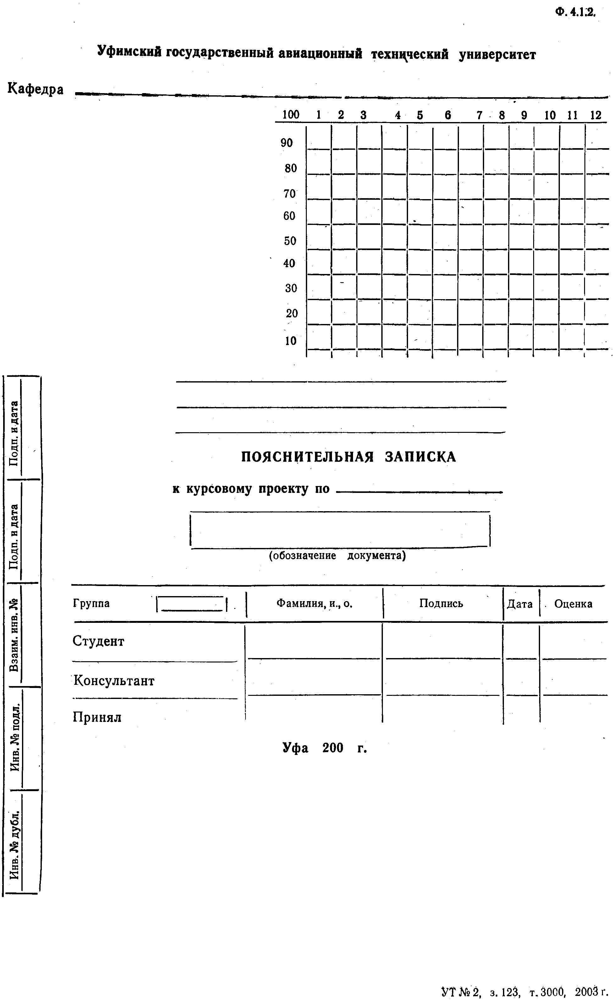 Ф. 4.1.2.
Уфимский государственный авиационный технический университет
Кафедра
100 1 2 3 4 5 6 7 8 9 10 11 12
90
80
70
60
50
40
30
20
10
ПОЯСНИТЕЛЬНАЯ ЗАПИСКА
к курсовому проекту по
(обозначение документа)
Группа Фамилия, и., о. Подпись Дата Оценка
Студент
Консультант
Принял
Уфа 200 г.
Подп. и дата
Подп. и дата
Взаим. инв. №
Инв. № подл.
Инв. № дубл.
УТ № 2, з. 123, т. 3000, 2003 г.